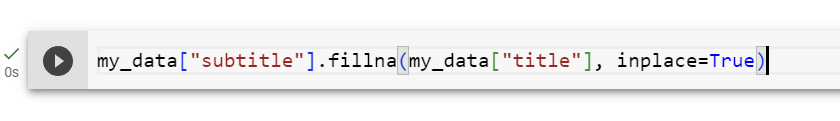 my_data["subtitle"].fillna(my_data["title"], inplace=True)
0s